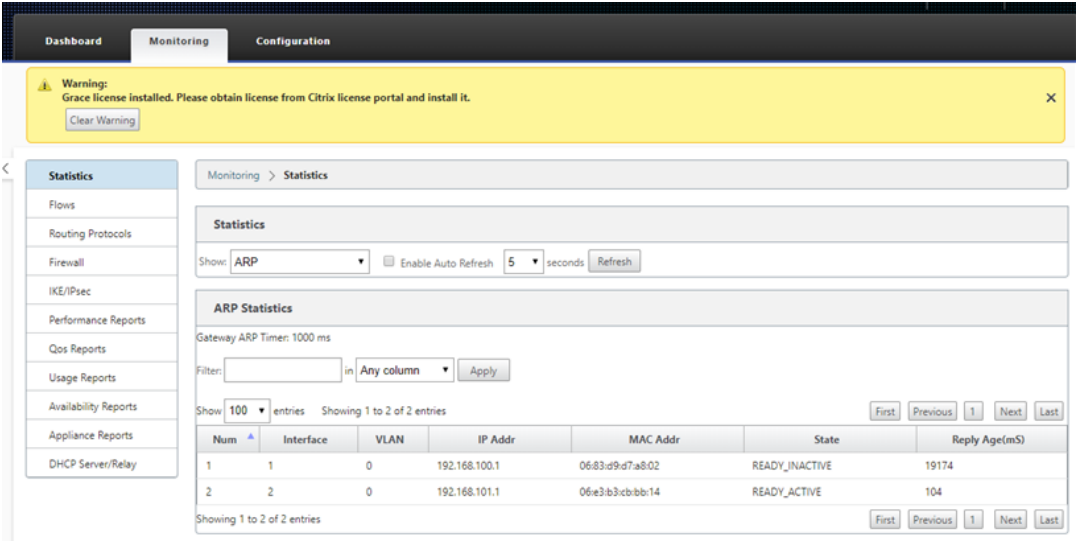 Dashboard Monitoring Configuration
Warning:
Grace license installed. Please obtain license from Citrix license portal and install it.
Clear Warning
Statistics
Flows
Routing Protocols
Firewall
IKE/IPsec
Performance Reports
Qos Reports
Usage Reports
Availability Reports
Appliance Reports
DHCP Server/Relay
Monitoring > Statistics
Statistics
Show: ARP Enable Auto Refresh 5 seconds Refresh
ARP Statistics
Gateway ARP Timer: 1000 ms
Filter: in Any column Apply
Show 100 entries Showing 1 to 2 of 2 entries First Previous 1 Next Last
Num Interface VLAN IP Addr MAC Addr State Reply Age(mS)
1 1 0 192.168.100.1 06:83:d9:d7:a8:02 READY_INACTIVE 19174
2 2 0 192.168.101.1 06:e3:b3:cb:bb:14 READY_ACTIVE 104
Showing 1 to 2 of 2 entries First Previous 1 Next Last